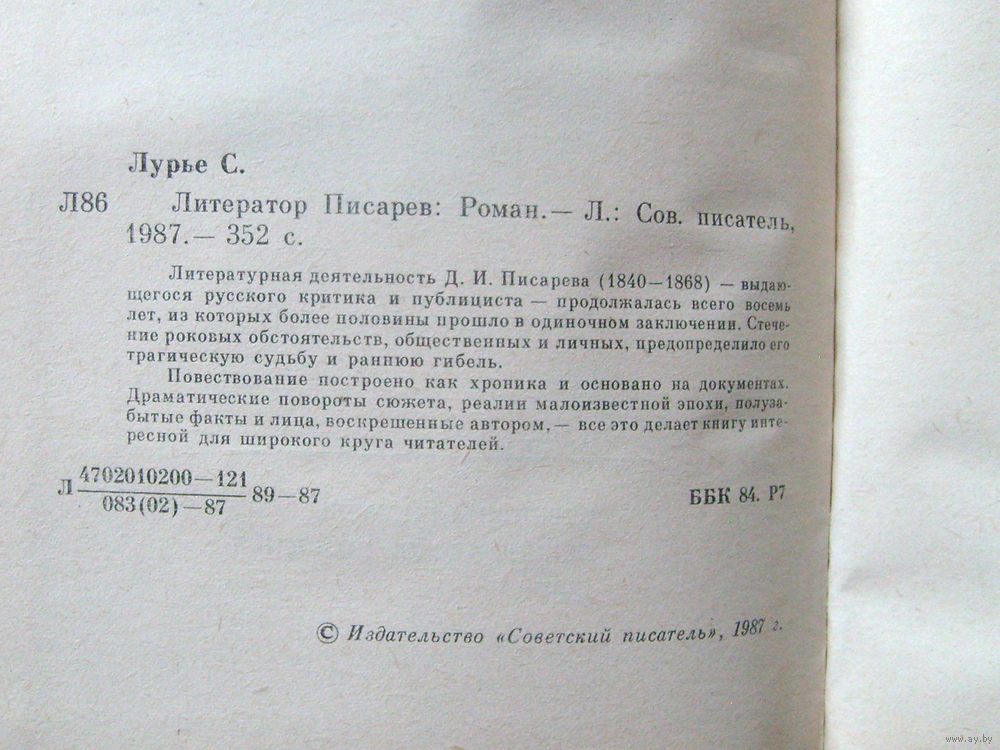 Лурье С.
Л86 Литератор Писарев: Роман.— Л.: Сов. писатель,
1987.— 352 с.
Литературная деятельность Д. И. Писарева (1840—1868) — выдаю-
щегося русского критика и публициста — продолжалась всего восемь
лет, из которых более половины прошло в одиночном заключении. Стече-
ние роковых обстоятельств, общественных и личных, предопределило его
трагическую судьбу и раннюю гибель.
Повествование построено как хроника и основано на документах.
Драматические повороты сюжета, реалии малоизвестной эпохи, полуза-
бытые факты и лица, воскрешенные автором,— все это делает книгу инте-
ресной для широкого круга читателей.
Л 4702010200—121
083(02)—87 89—87
ББК 84. Р7
© Издательство «Советский писатель», 1987 г.
www.ay.by